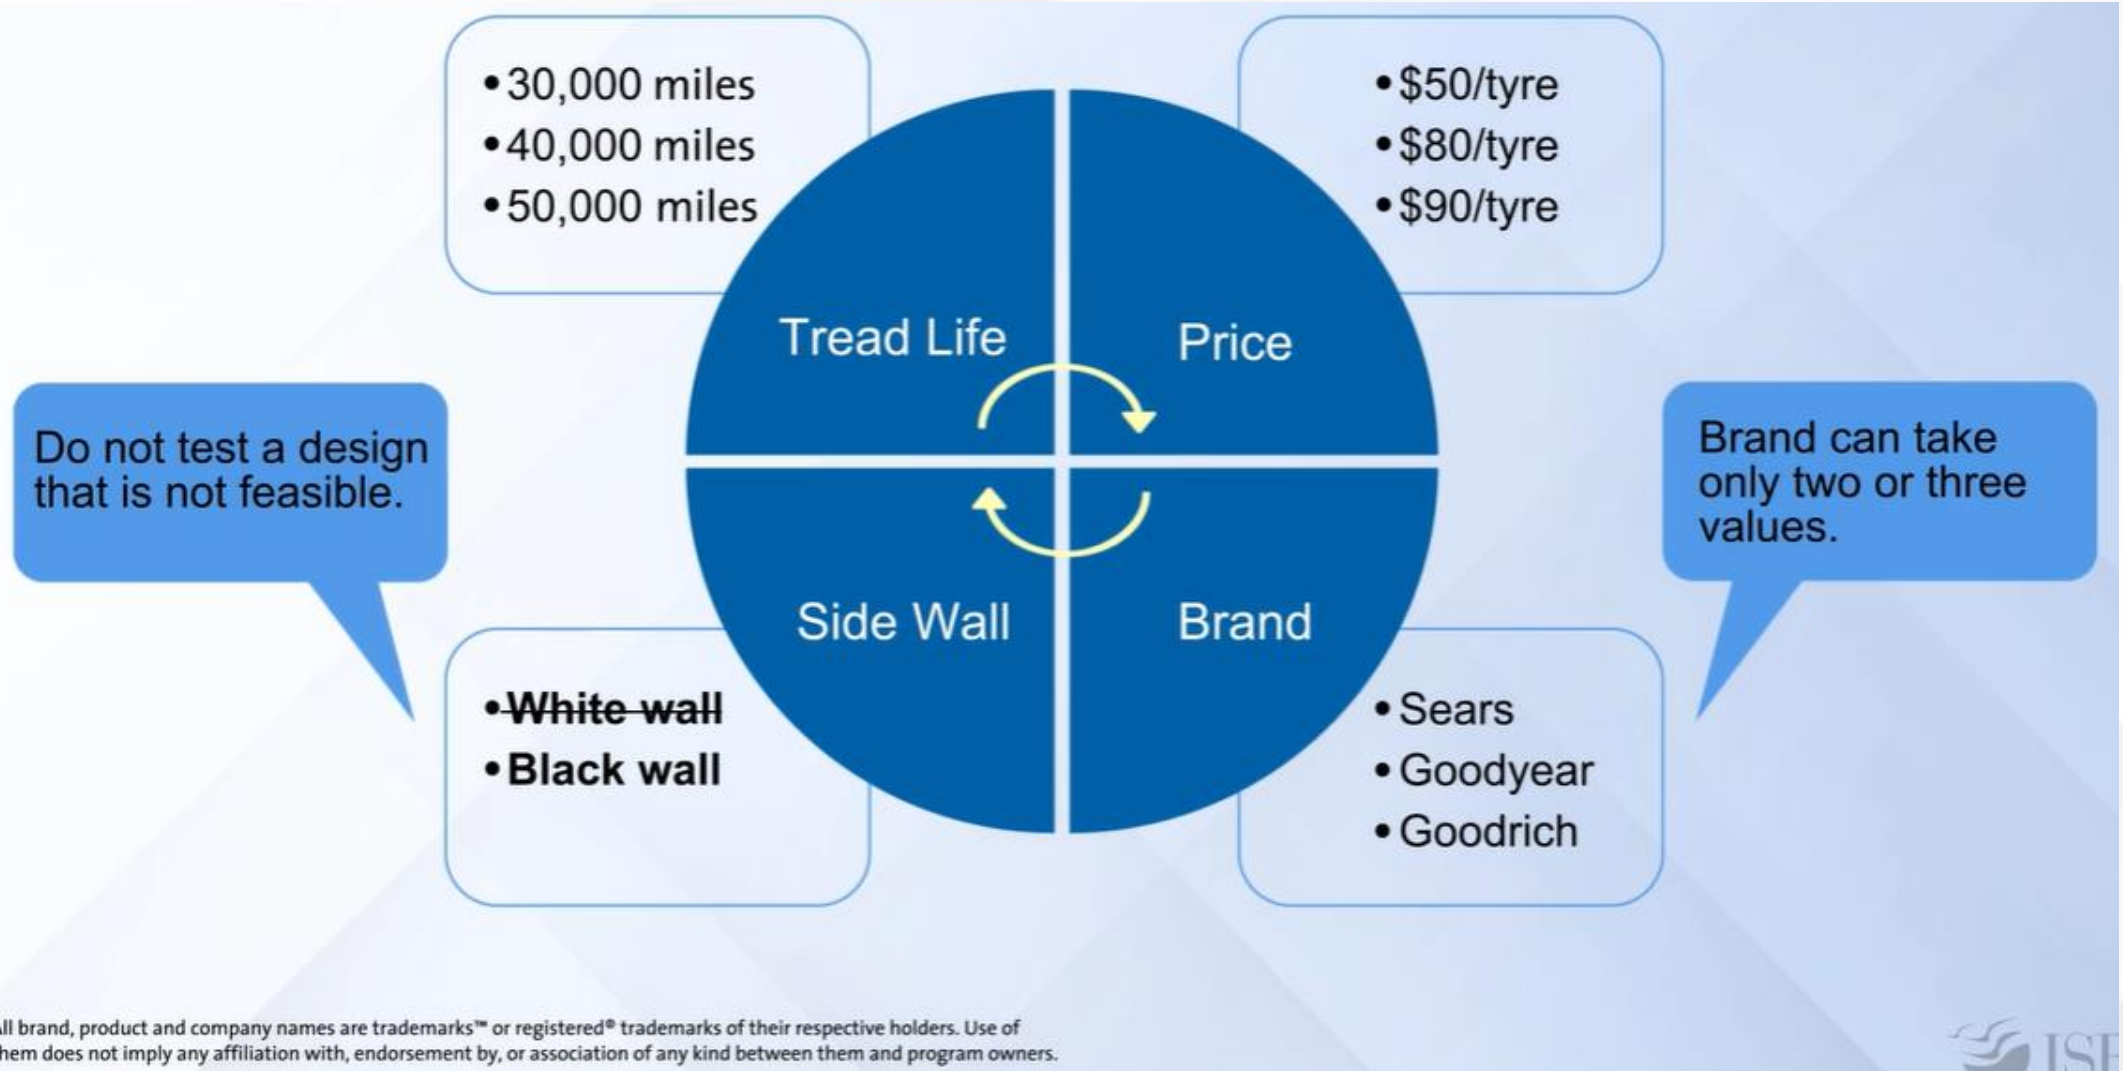 •30,000 miles
•40,000 miles
•50,000 miles
•$50/tyre
•$80/tyre
•$90/tyre
Tread Life
Price
Do not test a design
that is not feasible.
Brand can take
only two or three
values.
Side Wall
Brand
•White wall
•Black wall
•Sears
•Goodyear
•Goodrich
All brand, product and company names are trademarks™ or registered® trademarks of their respective holders. Use of
them does not imply any affiliation with, endorsement by, or association of any kind between them and program owners.